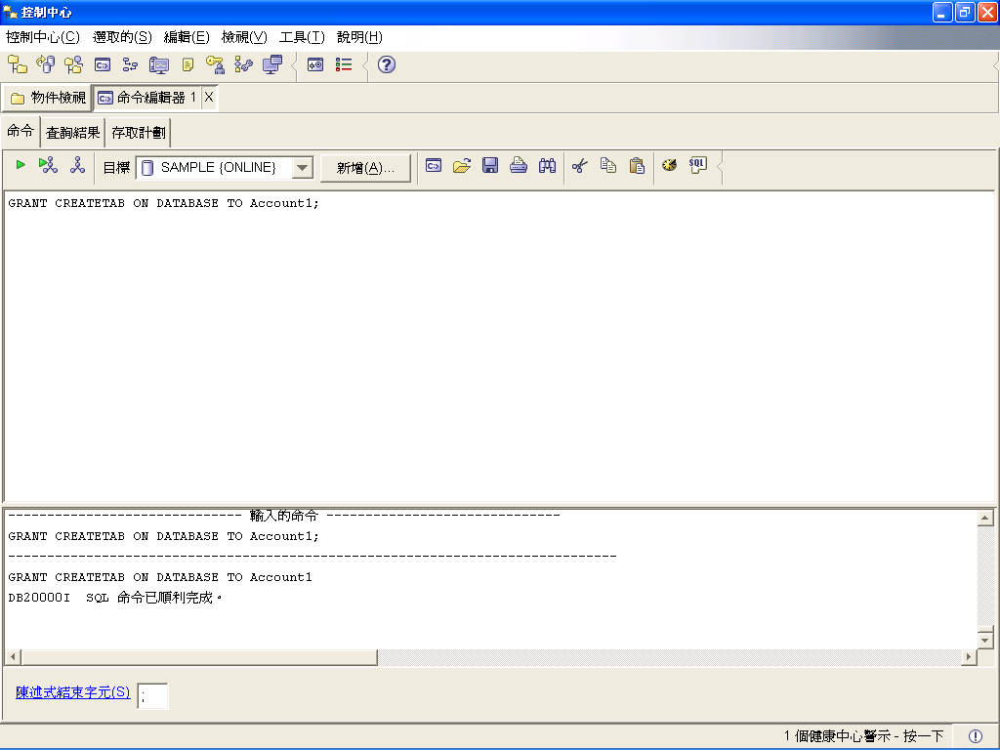 控制中心
控制中心(C) 選取的(S) 編輯(E) 檢視(V) 工具(T) 說明(H)
物件檢視 命令編輯器 1 X
命令 查詢結果 存取計劃
目標 SAMPLE {ONLINE} 新增(A)... SQL
GRANT CREATETAB ON DATABASE TO Account1;
------------------------------ 輸入的命令 ------------------------------
GRANT CREATETAB ON DATABASE TO Account1;
------------------------------------------------------------------------------
GRANT CREATETAB ON DATABASE TO Account1
DB20000I  SQL 命令已順利完成。
陳述式結束字元(S) ;
1 個健康中心警示 - 按一下